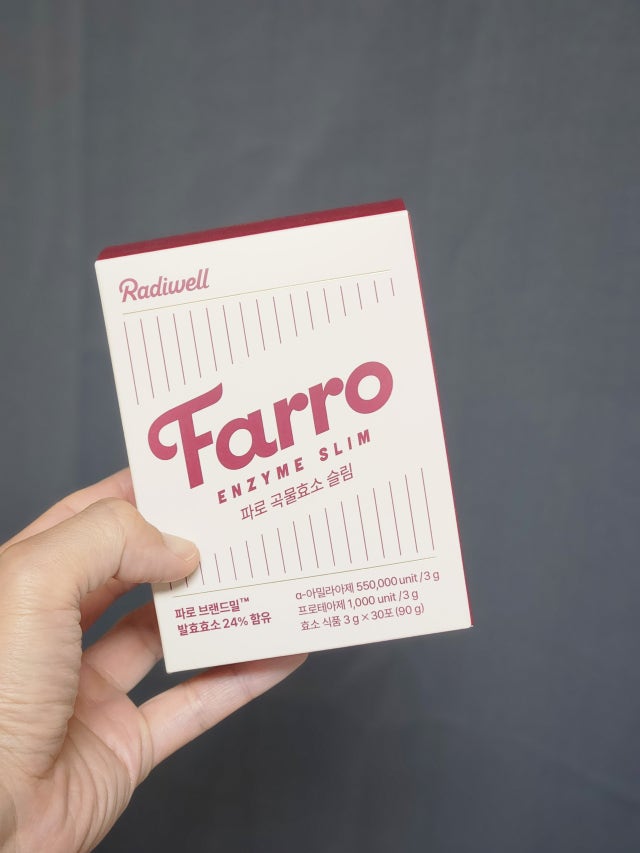 Radiwell
Farro
ENZYME SLIM
파로 곡물효소 슬림
파로 브랜드밀™
발효효소 24% 함유
α-아밀라아제 550,000 unit / 3 g
프로테아제 1,000 unit / 3 g
효소 식품 3 g × 30포 (90 g)